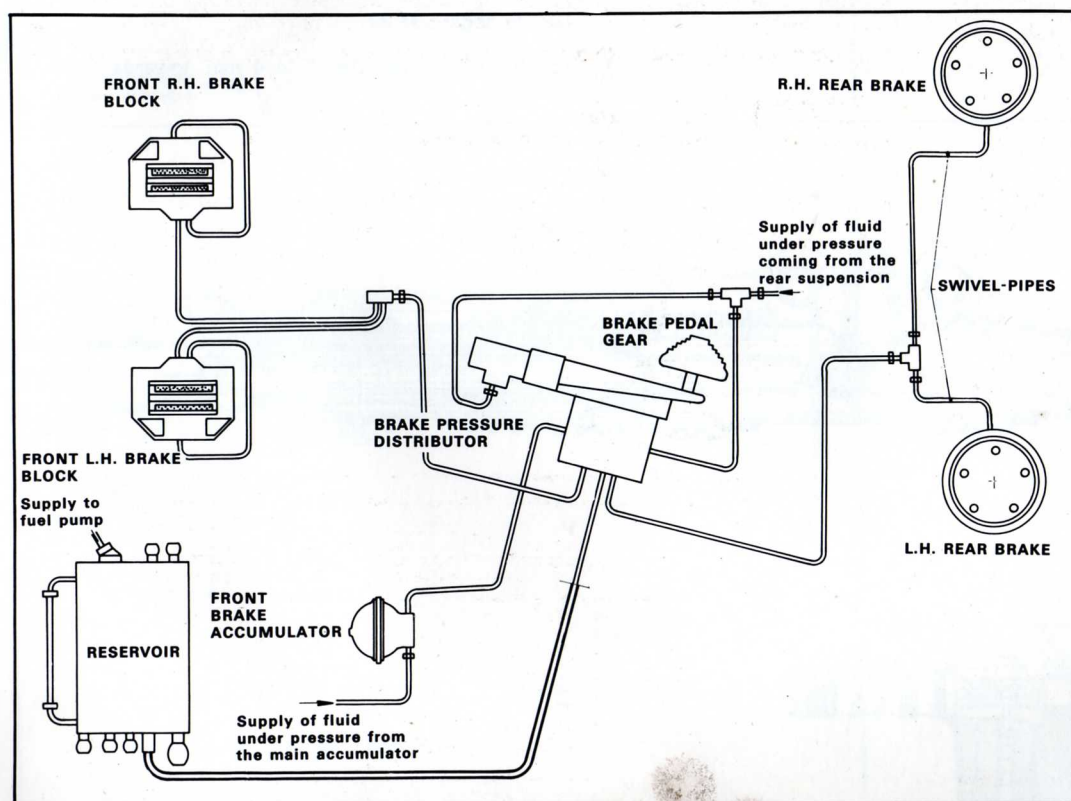 FRONT R.H. BRAKE
BLOCK
R.H. REAR BRAKE
Supply of fluid
under pressure
coming from the
rear suspension
SWIVEL-PIPES
BRAKE PEDAL
GEAR
BRAKE PRESSURE
DISTRIBUTOR
FRONT L.H. BRAKE
BLOCK
Supply to
fuel pump
L.H. REAR BRAKE
FRONT
BRAKE
ACCUMULATOR
RESERVOIR
Supply of fluid
under pressure from
the main accumulator